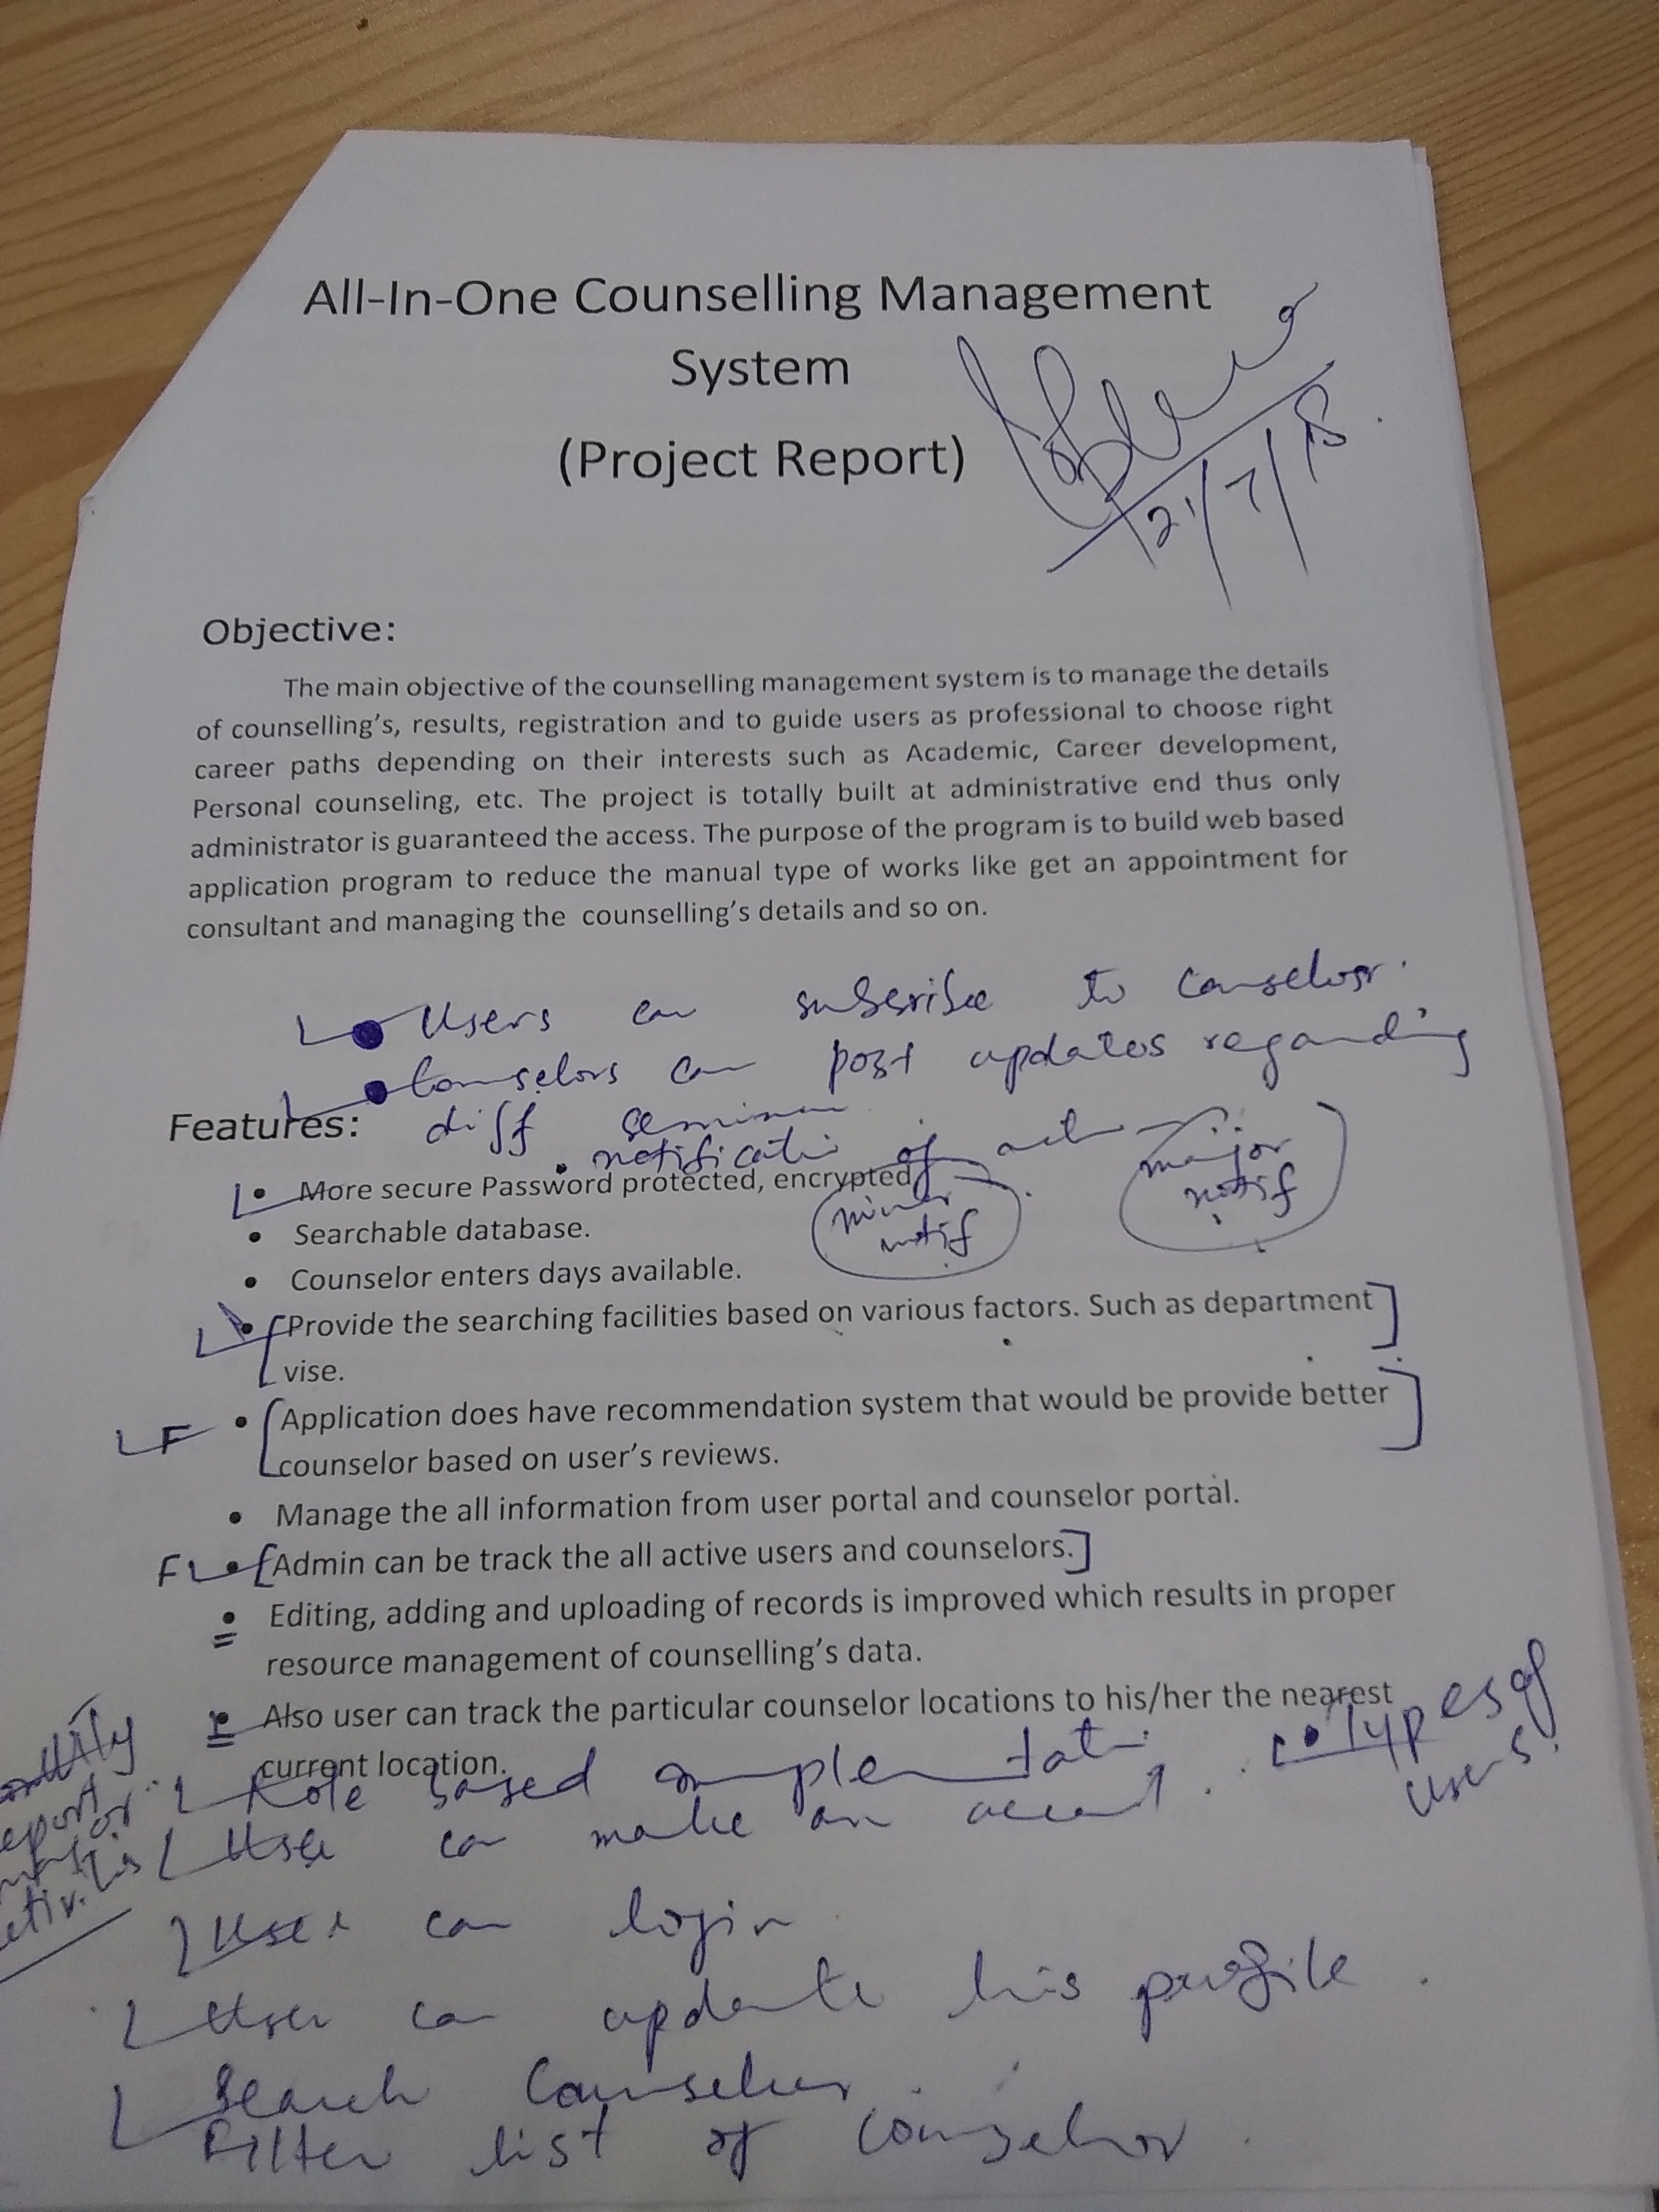 All-In-One Counselling Management
System
(Project Report)
21/7/18
Objective:
The main objective of the counselling management system is to manage the details
of counselling's, results, registration and to guide users as professional to choose right
career paths depending on their interests such as Academic, Career development,
Personal counseling, etc. The project is totally built at administrative end thus only
administrator is guaranteed the access. The purpose of the program is to build web based
application program to reduce the manual type of works like get an appointment for
consultant and managing the counselling's details and so on.
• Users can subscribe to counselor.
• Counselors can post updates regarding
diff seminar
Features:
• notification of
major
notif
minor
notif
• More secure Password protected, encrypted
• Searchable database.
• Counselor enters days available.
• Provide the searching facilities based on various factors. Such as department
vise.
F • [Application does have recommendation system that would be provide better]
counselor based on user's reviews.
• Manage the all information from user portal and counselor portal.
F • [Admin can be track the all active users and counselors.]
• Editing, adding and uploading of records is improved which results in proper
resource management of counselling's data.
• Also user can track the particular counselor locations to his/her the nearest
current location.
• Types of
users.
Role based implementation
User can make an account.
User can login
User can update his profile.
Search Counselor.
Filter list of counselor.